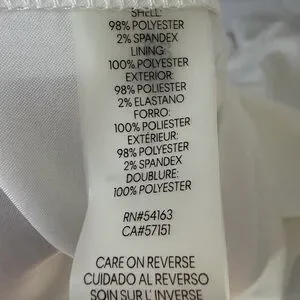 SHELL:
98% POLYESTER
2% SPANDEX
LINING:
100% POLYESTER
EXTERIOR:
98% POLIESTER
2% ELASTANO
FORRO:
100% POLIESTER
EXTÉRIEUR:
98% POLYESTER
2% SPANDEX
DOUBLURE:
100% POLYESTER
RN#54163
CA#57151
CARE ON REVERSE
CUIDADO AL REVERSO
SOIN SUR L'INVERSE